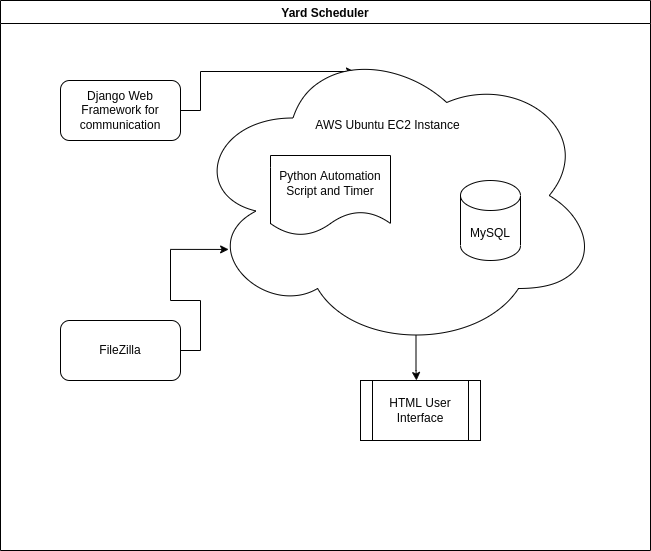 Yard Scheduler
Django Web
Framework for
communication
AWS Ubuntu EC2 Instance
Python Automation
Script and Timer
MySQL
FileZilla
HTML User
Interface